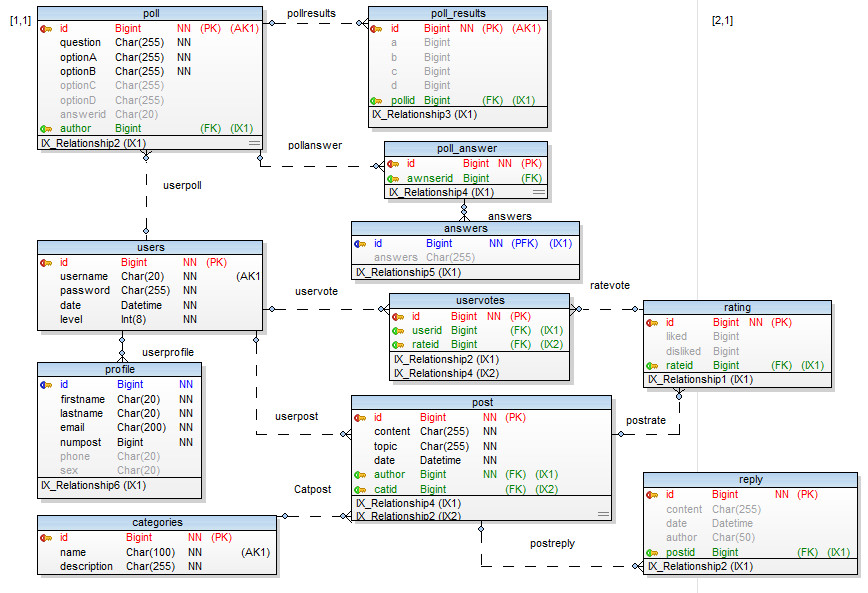 [1,1]
poll
id Bigint NN (PK) (AK1)
question Char(255) NN
optionA Char(255) NN
optionB Char(255) NN
optionC Char(255)
optionD Char(255)
answerid Char(20)
author Bigint (FK) (IX1)
IX_Relationship2 (IX1)
pollresults
poll_results
id Bigint NN (PK) (AK1)
a Bigint
b Bigint
c Bigint
d Bigint
pollid Bigint (FK) (IX1)
IX_Relationship3 (IX1)
[2,1]
pollanswer
poll_answer
id Bigint NN (PK)
awnserid Bigint (FK)
IX_Relationship4 (IX1)
userpoll
answers
answers
id Bigint NN (PFK) (IX1)
answers Char(255)
IX_Relationship5 (IX1)
users
id Bigint NN (PK)
username Char(20) NN (AK1
password Char(255) NN
date Datetime NN
level Int(8) NN
uservote
uservotes
id Bigint NN (PK)
userid Bigint (FK) (IX1)
rateid Bigint (FK) (IX2)
IX_Relationship2 (IX1)
IX_Relationship4 (IX2)
ratevote
rating
id Bigint NN (PK)
liked Bigint
disliked Bigint
rateid Bigint (FK) (IX1)
IX_Relationship1 (IX1)
userprofile
profile
id Bigint NN
firstname Char(20) NN
lastname Char(20) NN
email Char(200) NN
numpost Bigint NN
phone Char(20)
sex Char(20)
IX_Relationship6 (IX1)
userpost
post
id Bigint NN (PK)
content Char(255) NN
topic Char(255) NN
date Datetime NN
author Bigint NN (FK) (IX1)
catid Bigint (FK) (IX2)
IX_Relationship4 (IX1)
IX_Relationship2 (IX2)
postrate
Catpost
categories
id Bigint NN (PK)
name Char(100) NN (AK1)
description Char(255) NN
postreply
reply
id Bigint NN (PK)
content Char(255)
date Datetime
author Char(50)
postid Bigint (FK) (IX1)
IX_Relationship2 (IX1)